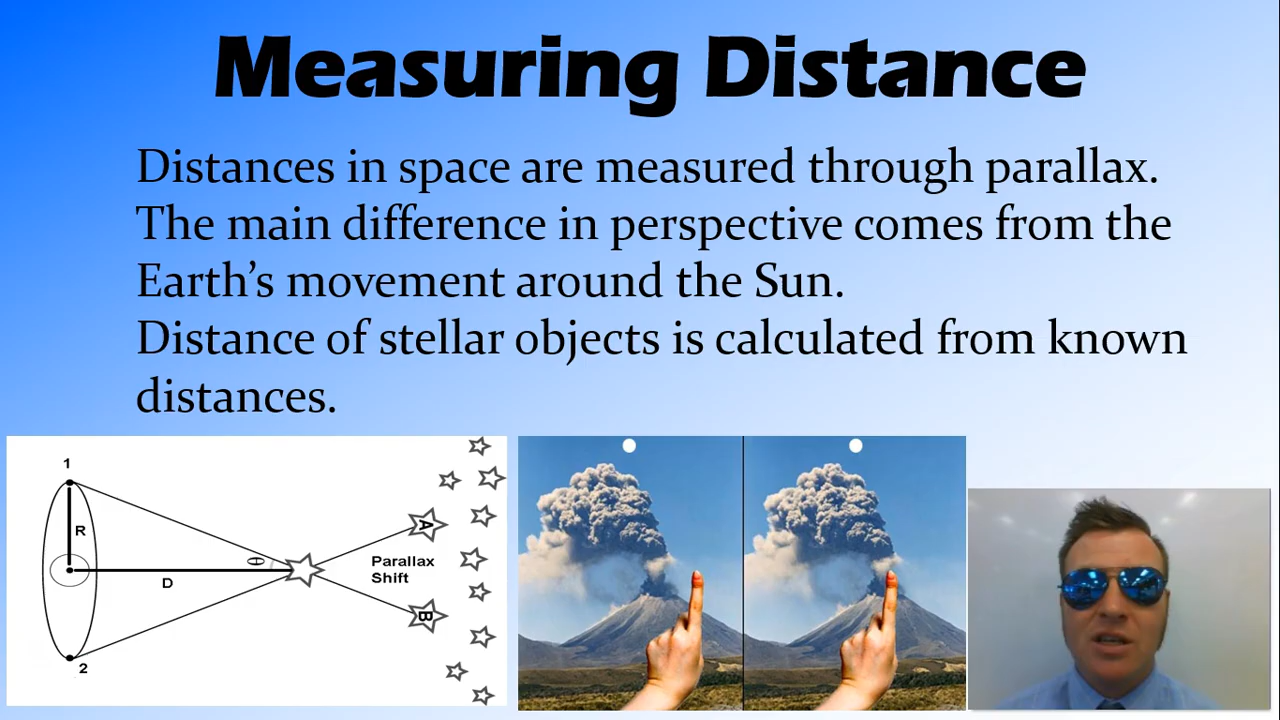 Measuring Distance
Distances in space are measured through parallax.
The main difference in perspective comes from the
Earth's movement around the Sun.
Distance of stellar objects is calculated from known
distances.
1
R
θ
D
2
A
Parallax
Shift
B